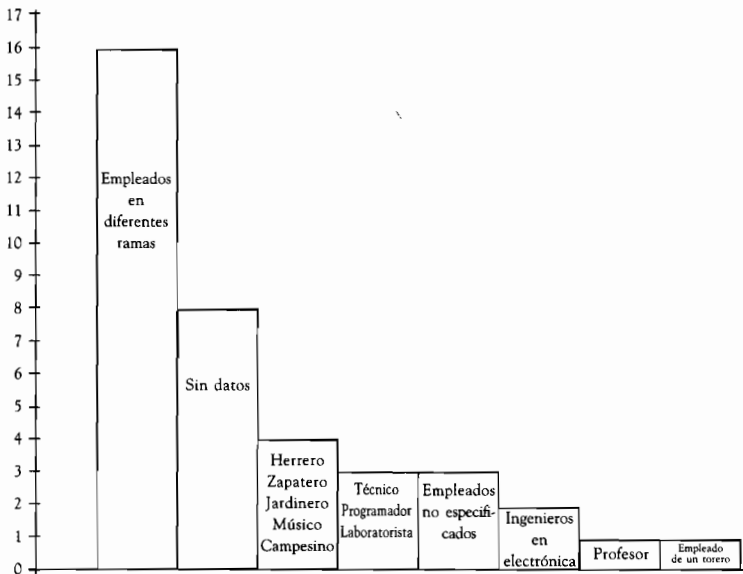 17
16
15
14
13
12
11
10
9
8
7
6
5
4
3
2
1
0
Empleados
en
diferentes
ramas
Sin datos
Herrero
Zapatero
Jardinero
Músico
Campesino
Técnico
Programador
Laboratorista
Empleados
no especifi-
cados
Ingenieros
en
electrónica
Profesor
Empleado
de un torero